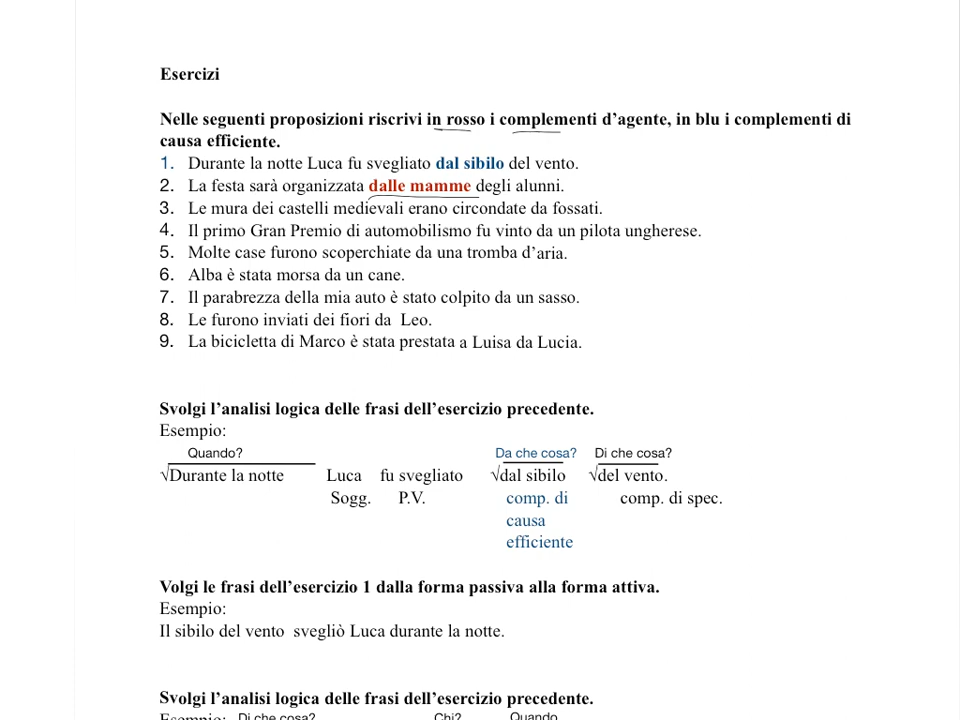 Esercizi
Nelle seguenti proposizioni riscrivi in rosso i complementi d’agente, in blu i complementi di
causa efficiente.
1. Durante la notte Luca fu svegliato dal sibilo del vento.
2. La festa sarà organizzata dalle mamme degli alunni.
3. Le mura dei castelli medievali erano circondate da fossati.
4. Il primo Gran Premio di automobilismo fu vinto da un pilota ungherese.
5. Molte case furono scoperchiate da una tromba d’aria.
6. Alba è stata morsa da un cane.
7. Il parabrezza della mia auto è stato colpito da un sasso.
8. Le furono inviati dei fiori da Leo.
9. La bicicletta di Marco è stata prestata a Luisa da Lucia.
Svolgi l’analisi logica delle frasi dell’esercizio precedente.
Esempio:
Quando? Da che cosa? Di che cosa?
√Durante la notte Luca fu svegliato √dal sibilo √del vento.
Sogg. P.V. comp. di comp. di spec.
causa
efficiente
Volgi le frasi dell’esercizio 1 dalla forma passiva alla forma attiva.
Esempio:
Il sibilo del vento svegliò Luca durante la notte.
Svolgi l’analisi logica delle frasi dell’esercizio precedente.
Esempio: Di che cosa? Chi? Quando